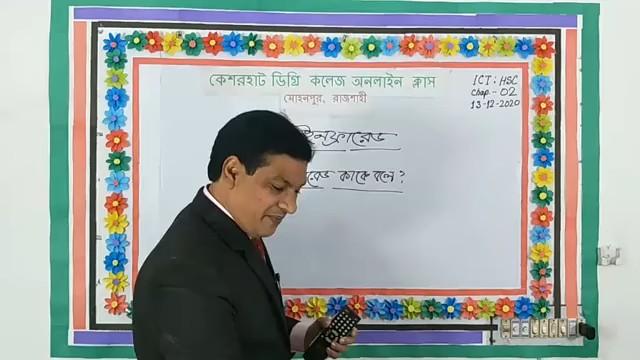 কেশরহাট ডিগ্রি কলেজ অনলাইন ক্লাস
মোহনপুর, রাজশাহী
ICT: HSC
Chap.- 02
13-12-2020
ইনফ্রারেড
রেড কাকে বলে ?